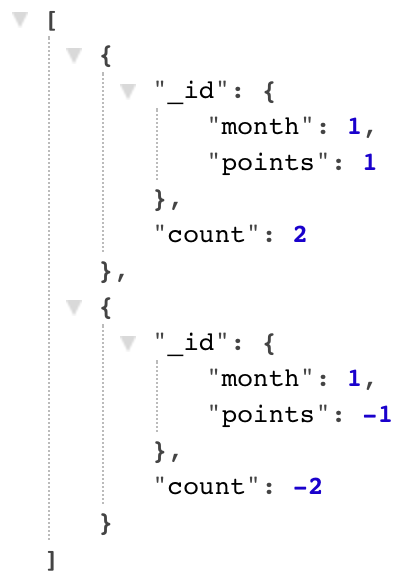 [
{
"_id": {
"month": 1,
"points": 1
},
"count": 2
},
{
"_id": {
"month": 1,
"points": -1
},
"count": -2
}
]